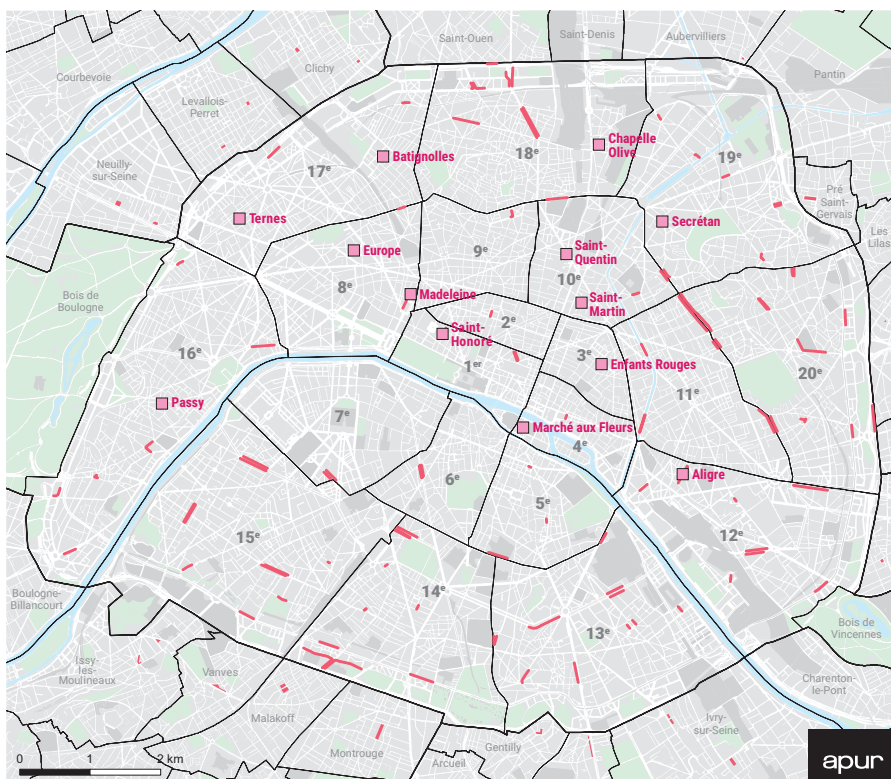 Saint-Ouen
Saint-Denis
Aubervilliers
Clichy
Courbevoie
Pantin
Levallois-
Perret
Neuilly-
sur-Seine
Batignolles
18e
Chapelle
Olive
19e
17e
Pré
Saint-
Gervais
Ternes
Secrétan
Les
Lilas
Europe
9e
Saint-
Quentin
10e
8e
Madeleine
Saint-
Martin
Bois de
Boulogne
2e
Saint-
Honoré
16e
1er
3e
Enfants Rouges
11e
20e
Passy
7e
Marché aux Fleurs
4e
6e
Aligre
5e
15e
12e
14e
13e
Boulogne-
Billancourt
Bois de
Vincennes
Issy-
les-
Moulineaux
Vanves
Charenton-
le-Pont
Malakoff
Ivry-
sur-Seine
Montrouge
Gentilly
Arcueil
0 1 2 km
apur